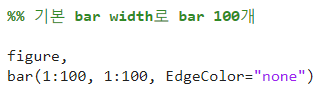 %% 기본 bar width로 bar 100개
figure,
bar(1:100, 1:100, EdgeColor="none")